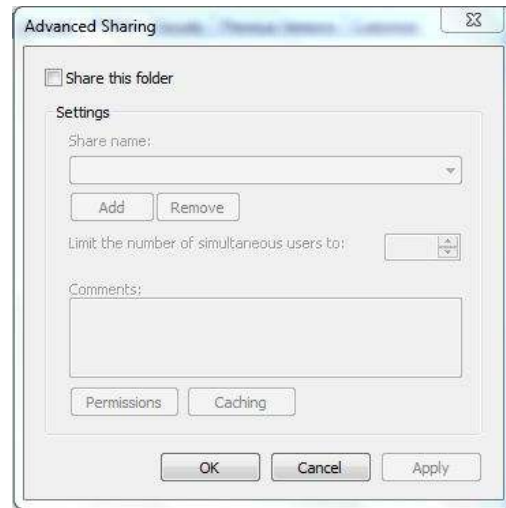 Advanced Sharing
Share this folder
Settings
Share name:
Add Remove
Limit the number of simultaneous users to:
Comments:
Permissions Caching
OK Cancel Apply